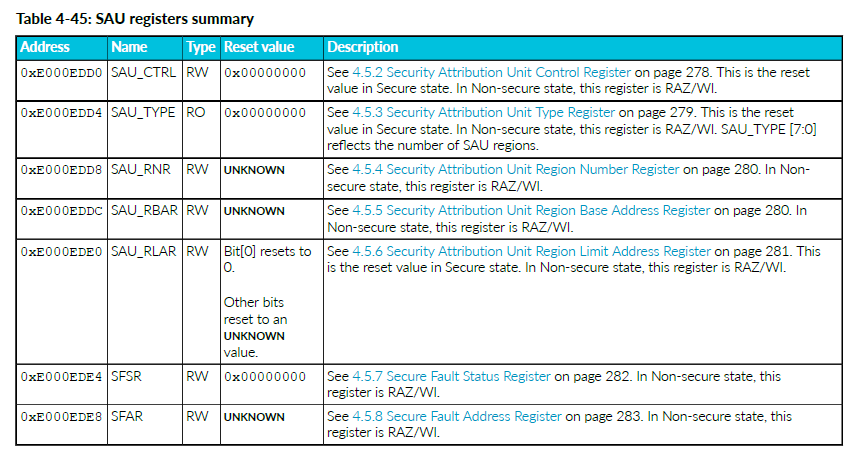 Table 4-45: SAU registers summary
Address Name Type Reset value Description
0xE000EDD0 SAU_CTRL RW 0x00000000 See 4.5.2 Security Attribution Unit Control Register on page 278. This is the reset
value in Secure state. In Non-secure state, this register is RAZ/WI.
0xE000EDD4 SAU_TYPE RO 0x00000000 See 4.5.3 Security Attribution Unit Type Register on page 279. This is the reset
value in Secure state. In Non-secure state, this register is RAZ/WI. SAU_TYPE [7:0]
reflects the number of SAU regions.
0xE000EDD8 SAU_RNR RW UNKNOWN See 4.5.4 Security Attribution Unit Region Number Register on page 280. In Non-
secure state, this register is RAZ/WI.
0xE000EDDC SAU_RBAR RW UNKNOWN See 4.5.5 Security Attribution Unit Region Base Address Register on page 280. In
Non-secure state, this register is RAZ/WI.
0xE000EDE0 SAU_RLAR RW Bit[0] resets to See 4.5.6 Security Attribution Unit Region Limit Address Register on page 281. This
0. is the reset value in Secure state. In Non-secure state, this register is RAZ/WI.
Other bits
reset to an
UNKNOWN
value.
0xE000EDE4 SFSR RW 0x00000000 See 4.5.7 Secure Fault Status Register on page 282. In Non-secure state, this
register is RAZ/WI.
0xE000EDE8 SFAR RW UNKNOWN See 4.5.8 Secure Fault Address Register on page 283. In Non-secure state, this
register is RAZ/WI.